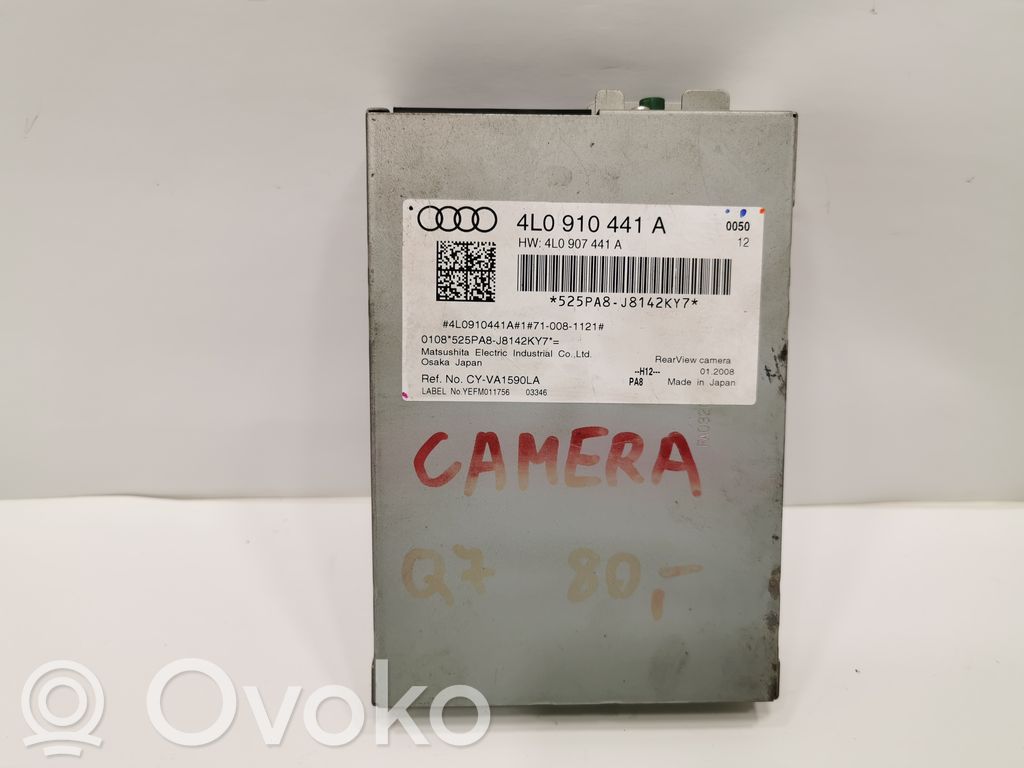 4L0 910 441 A
0050
HW: 4L0 907 441 A
12
*525PA8-J8142KY7*
#4L0910441A#1#71-008-1121#
0108*525PA8-J8142KY7*=
Matsushita Electric Industrial Co.,Ltd.
Osaka Japan
RearView camera
--H12---
01.2008
Ref. No. CY-VA1590LA
PA8
Made in Japan
LABEL No.YEFM011756
03346
CAMERA
Q7 80,-
Ovoko